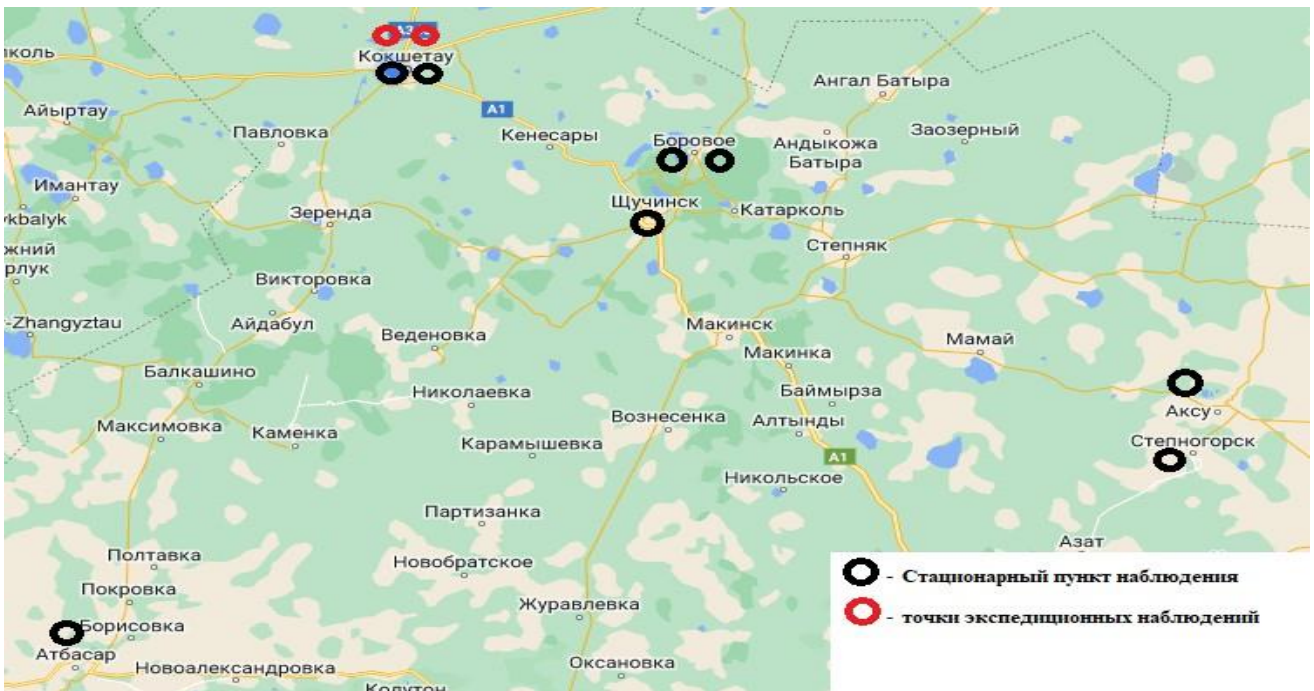 Кокшетау
A1
Айыртау
Павловка
Кенесары
Боровое
Ангал Батыра
Андыкожа
Батыра
Заозерный
Имантау
Зеренда
Щучинск
Катарколь
Степняк
Викторовка
-Zhangyztau
Айдабул
Веденовка
Макинск
Мамай
Макинка
Балкашино
Николаевка
Баймырза
Аксу
Максимовка
Каменка
Карамышевка
Вознесенка
Алтынды
Степногорск
A1
Никольское
Партизанка
Азат
Полтавка
Новобратское
Покровка
Журавлевка
Борисовка
Атбасар
Новоалександровка
Оксановка
Колутон
- Стационарный пункт наблюдения
- точки экспедиционных наблюдений